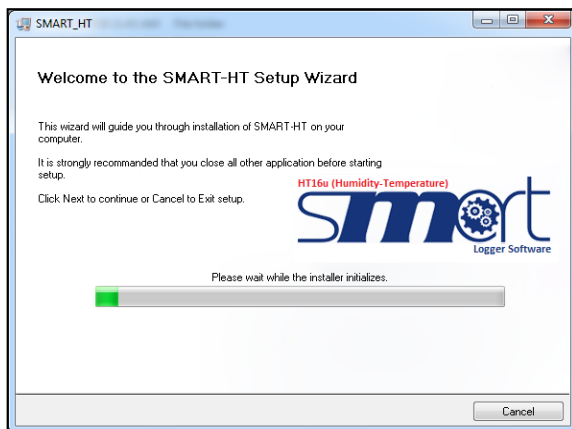 SMART_HT
Welcome to the SMART-HT Setup Wizard
This wizard will guide you through installation of SMART-HT on your
computer.
It is strongly recommanded that you close all other application before starting
setup.
Click Next to continue or Cancel to Exit setup.
HT16u (Humidity-Temperature)
smart
Logger Software
Please wait while the installer initializes.
Cancel